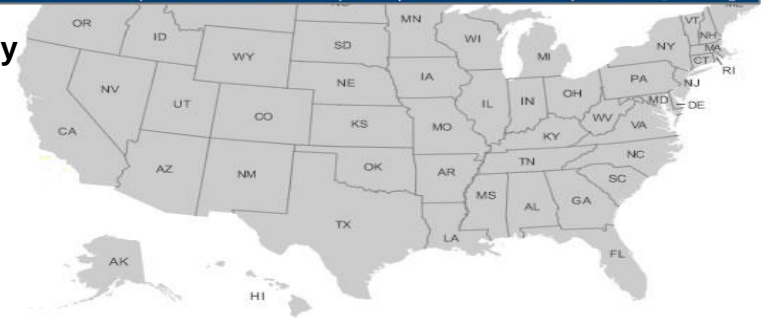 MN
OR
ID
WI
VT
NH
MA
NY
CT
RI
WY
SD
MI
y
NE
IA
PA
NJ
NV
UT
CO
IL
IN
OH
MD
DE
WV
KS
MO
KY
VA
CA
AZ
NM
OK
AR
TN
NC
SC
MS
AL
GA
TX
LA
FL
AK
HI